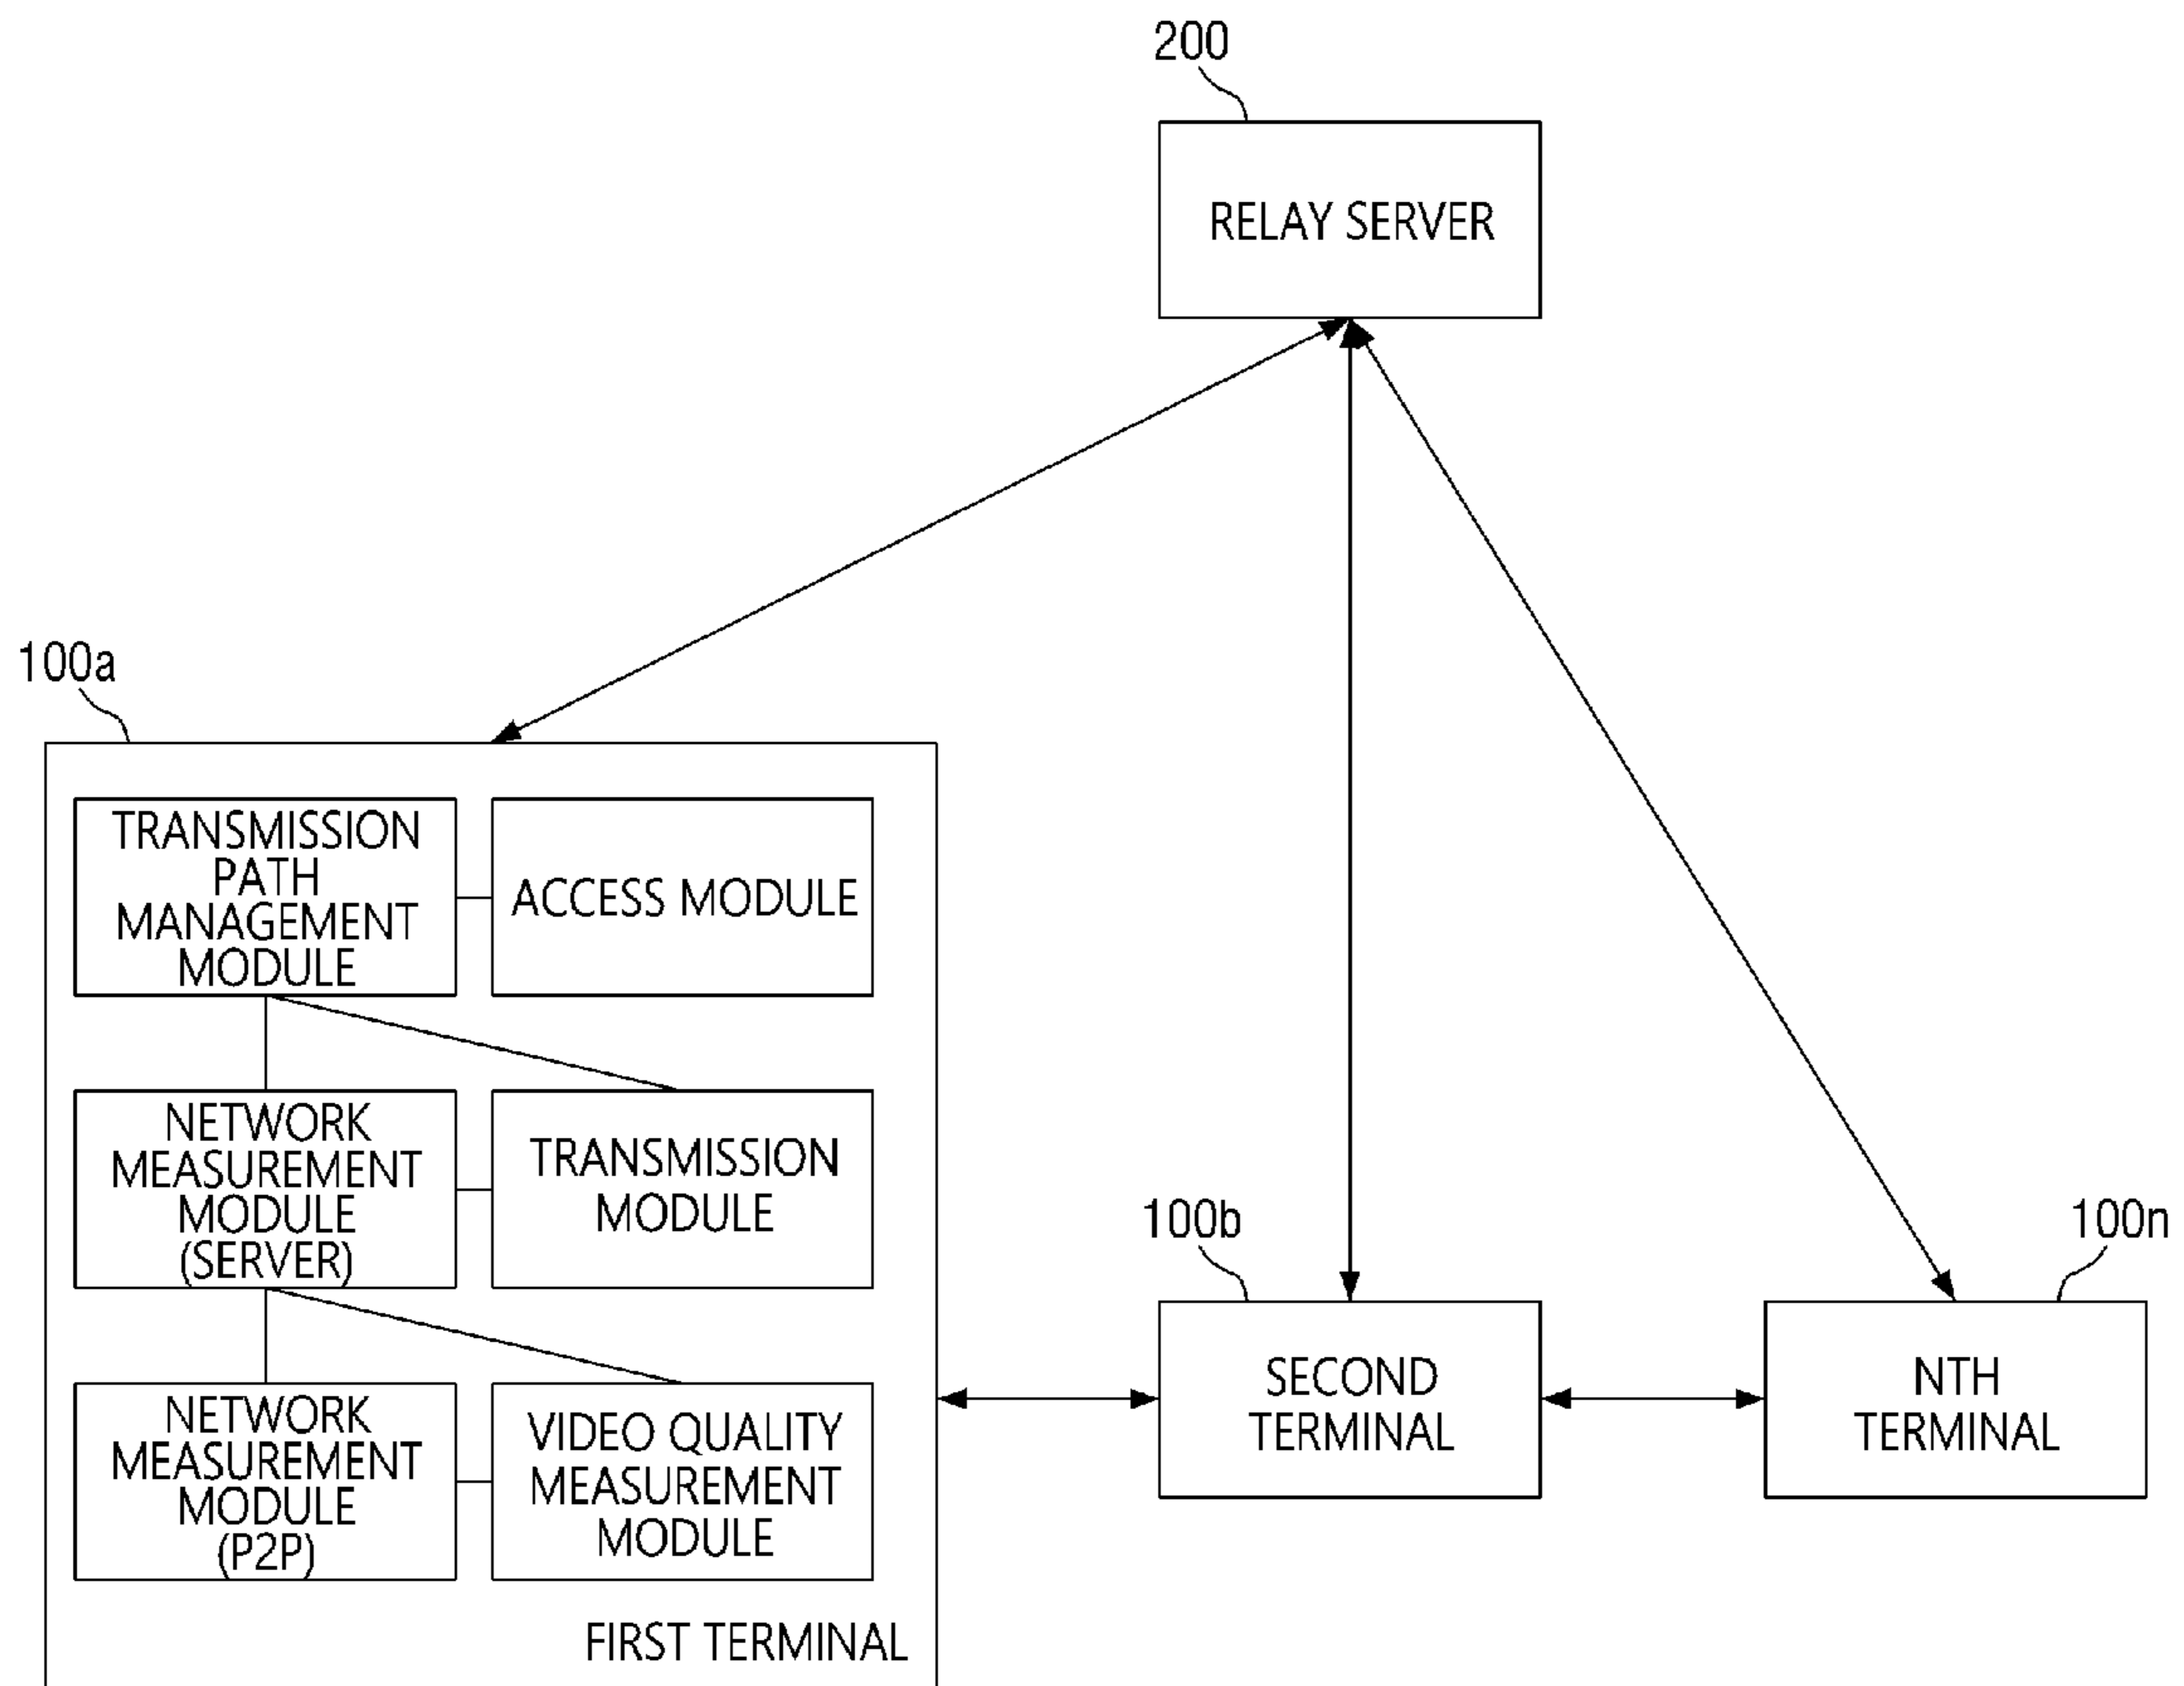 200
RELAY SERVER
100a
TRANSMISSION
PATH
MANAGEMENT
MODULE
ACCESS MODULE
NETWORK
MEASUREMENT
MODULE
(SERVER)
TRANSMISSION
MODULE
NETWORK
MEASUREMENT
MODULE
(P2P)
VIDEO QUALITY
MEASUREMENT
MODULE
FIRST TERMINAL
100b
SECOND
TERMINAL
100n
NTH
TERMINAL